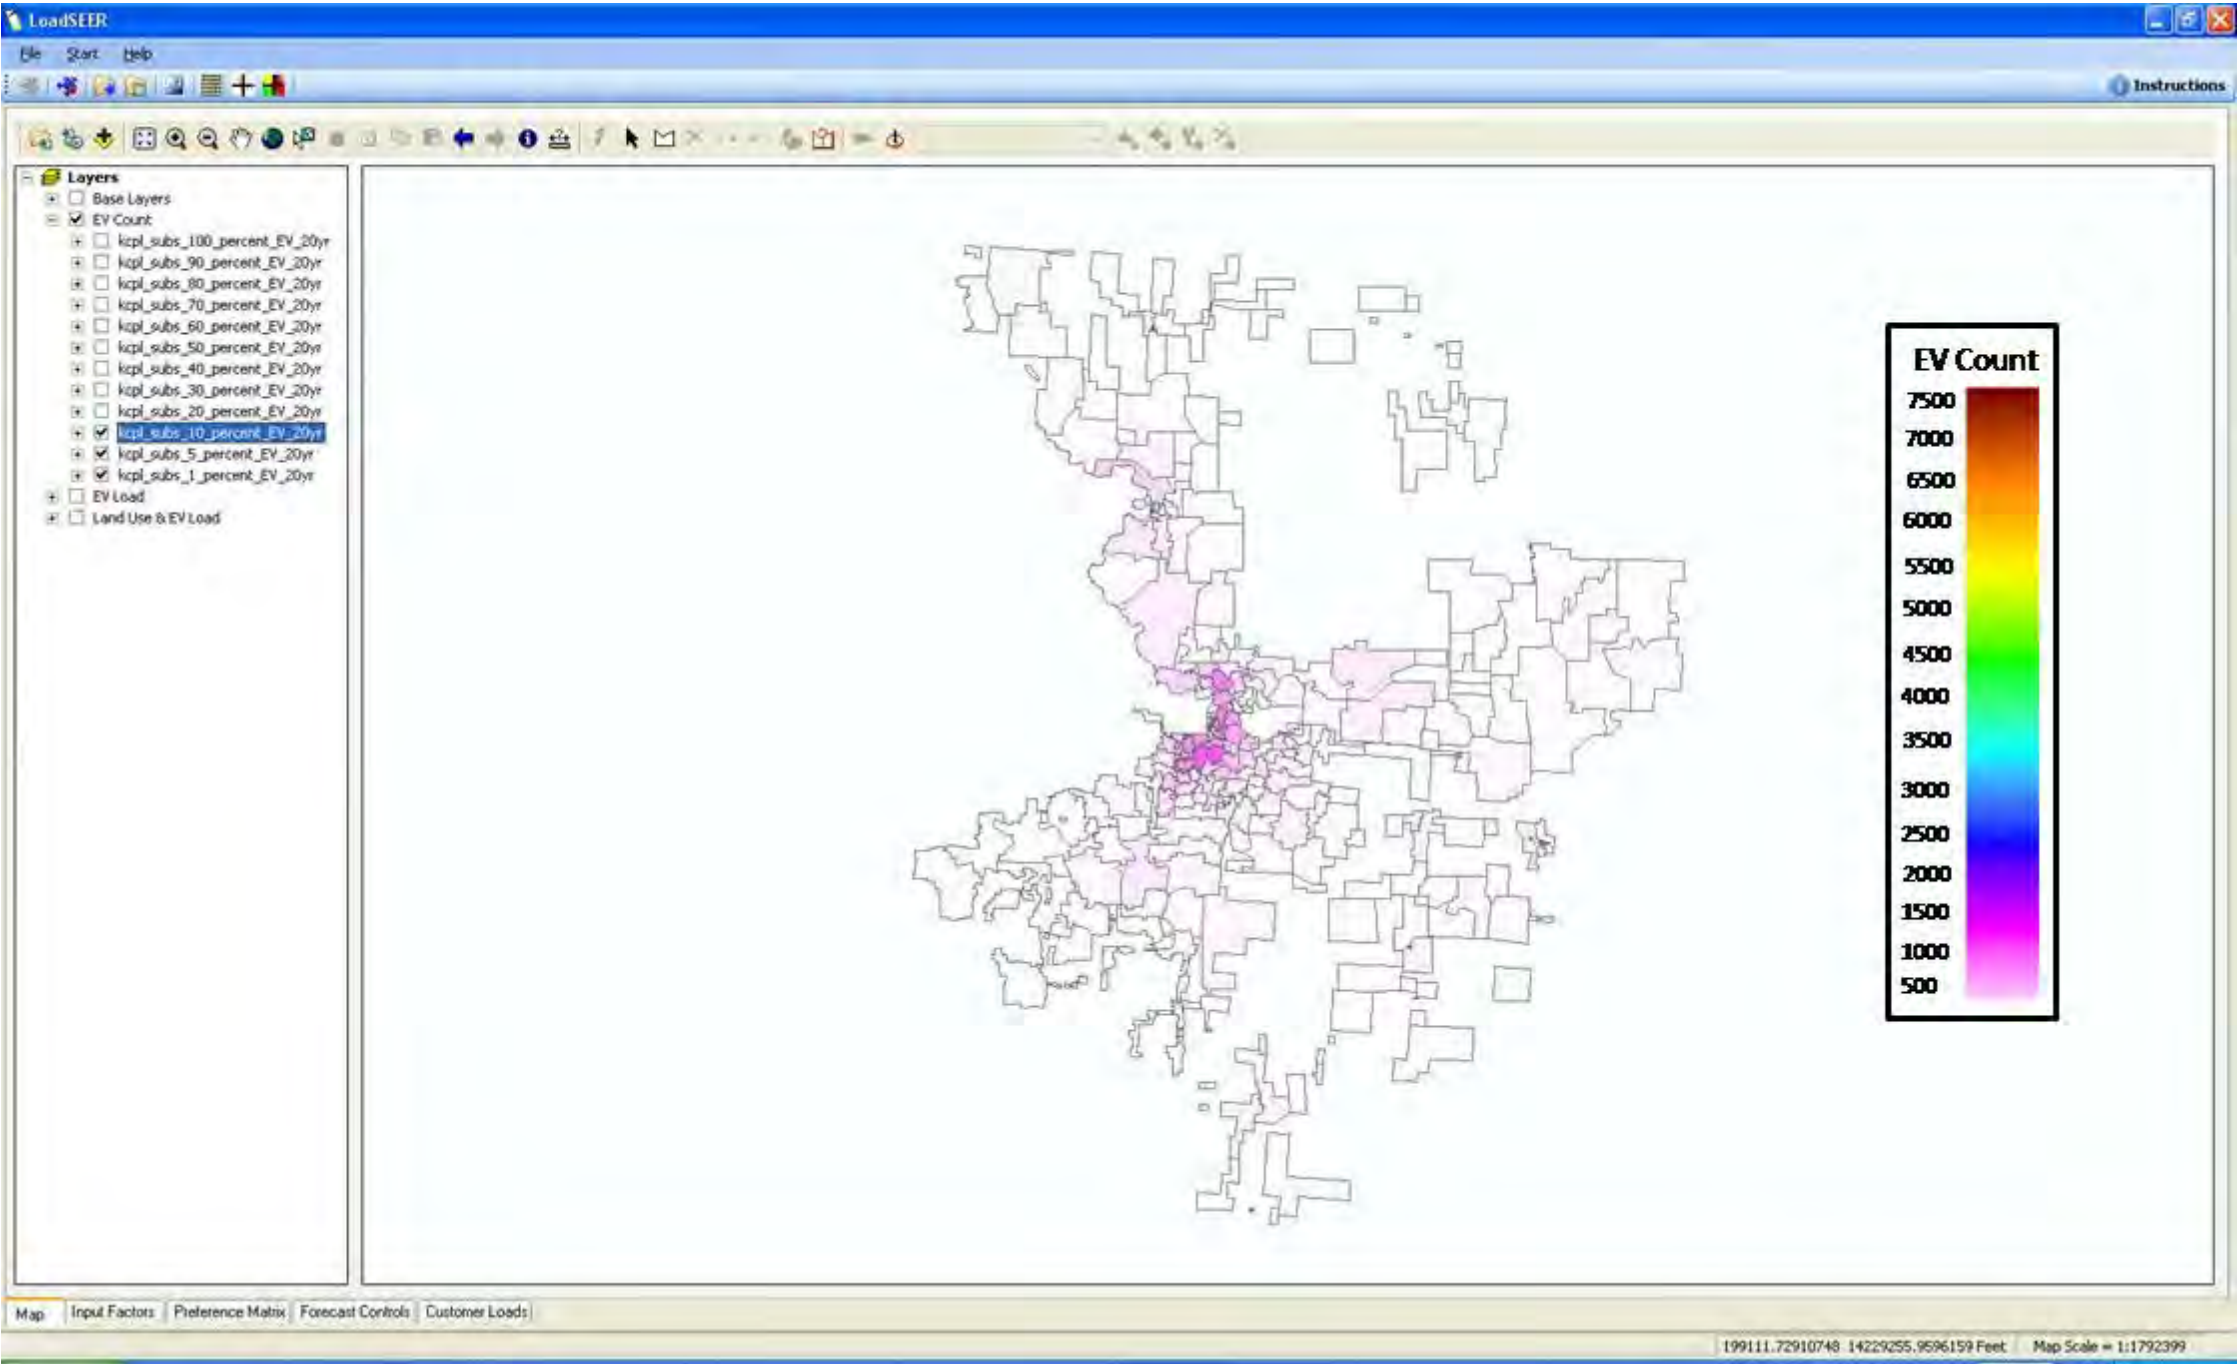 LoadSEER
File Start Help
Instructions
Layers
Base Layers
EV Count
kcpl_subs_100_percent_EV_20yr
kcpl_subs_90_percent_EV_20yr
kcpl_subs_80_percent_EV_20yr
kcpl_subs_70_percent_EV_20yr
kcpl_subs_60_percent_EV_20yr
kcpl_subs_50_percent_EV_20yr
kcpl_subs_40_percent_EV_20yr
kcpl_subs_30_percent_EV_20yr
kcpl_subs_20_percent_EV_20yr
kcpl_subs_10_percent_EV_20yr
kcpl_subs_5_percent_EV_20yr
kcpl_subs_1_percent_EV_20yr
EV Load
Land Use & EV Load
EV Count
7500
7000
6500
6000
5500
5000
4500
4000
3500
3000
2500
2000
1500
1000
500
Map Input Factors Preference Matrix Forecast Controls Customer Loads
199111.72910748 14229255.9596159 Feet Map Scale = 1:1792399